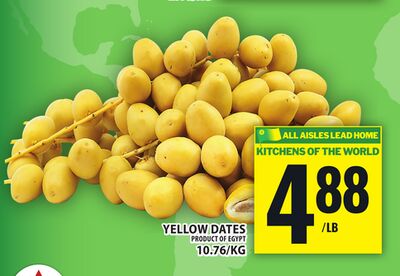 ALL AISLES LEAD HOME
KITCHENS OF THE WORLD
4.88
/LB
YELLOW DATES
PRODUCT OF EGYPT
10.76/KG